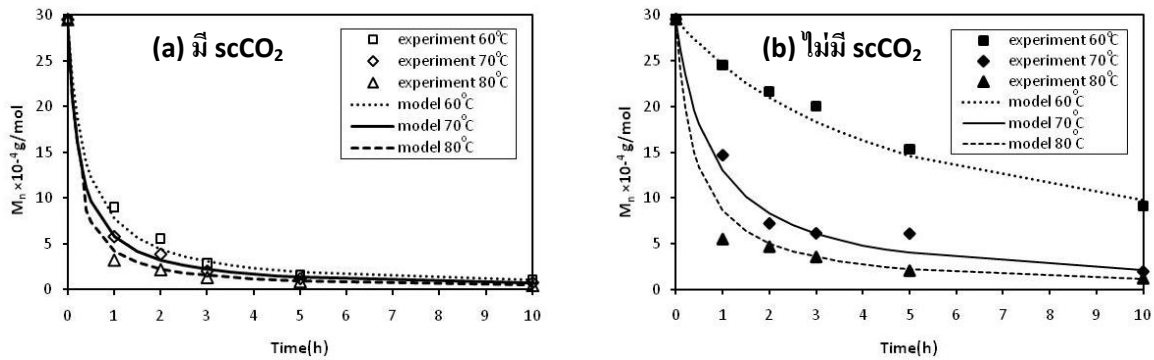 (a) มี scCO₂
30
25
20
15
10
5
0
Mₙ ×10⁻⁴ g/mol
experiment 60°C
experiment 70°C
experiment 80°C
model 60°C
model 70°C
model 80°C
0 1 2 3 4 5 6 7 8 9 10
Time(h)
(b) ไม่มี scCO₂
30
25
20
15
10
5
0
Mₙ ×10⁻⁴ g/mol
experiment 60°C
experiment 70°C
experiment 80°C
model 60°C
model 70°C
model 80°C
0 1 2 3 4 5 6 7 8 9 10
Time(h)